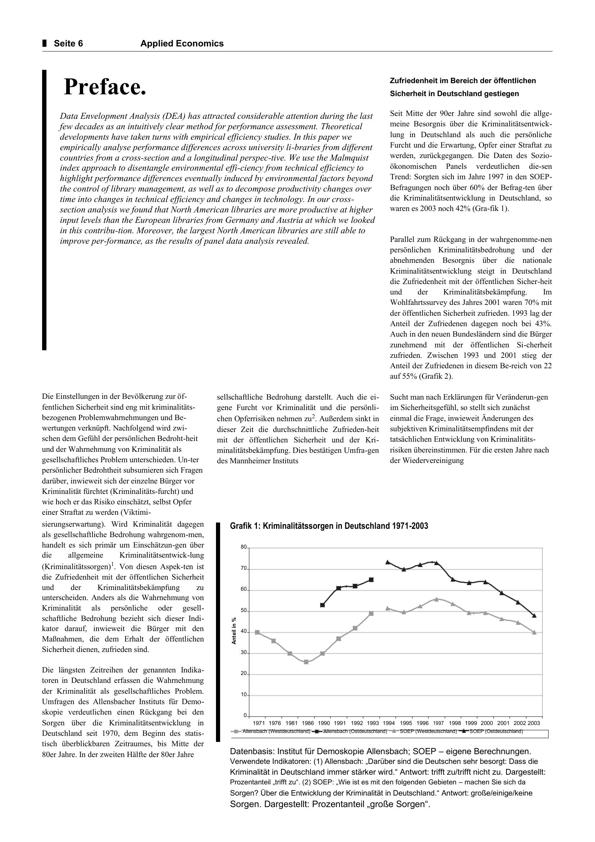 Seite 6 Applied Economics
Preface.
Data Envelopment Analysis (DEA) has attracted considerable attention during the last
few decades as an intuitively clear method for performance assessment. Theoretical
developments have taken turns with empirical efficiency studies. In this paper we
empirically analyse performance differences across university li-braries from different
countries from a cross-section and a longitudinal perspec-tive. We use the Malmquist
index approach to disentangle environmental effi-ciency from technical efficiency to
highlight performance differences eventually induced by environmental factors beyond
the control of library management, as well as to decompose productivity changes over
time into changes in technical efficiency and changes in technology. In our cross-
section analysis we found that North American libraries are more productive at higher
input levels than the European libraries from Germany and Austria at which we looked
in this contribu-tion. Moreover, the largest North American libraries are still able to
improve per-formance, as the results of panel data analysis revealed.
Zufriedenheit im Bereich der öffentlichen
Sicherheit in Deutschland gestiegen
Seit Mitte der 90er Jahre sind sowohl die allge-
meine Besorgnis über die Kriminalitätsentwick-
lung in Deutschland als auch die persönliche
Furcht und die Erwartung, Opfer einer Straftat zu
werden, zurückgegangen. Die Daten des Sozio-
ökonomischen Panels verdeutlichen die-sen
Trend: Sorgten sich im Jahre 1997 in den SOEP-
Befragungen noch über 60% der Befrag-ten über
die Kriminalitätsentwicklung in Deutschland, so
waren es 2003 noch 42% (Gra-fik 1).
Parallel zum Rückgang in der wahrgenomme-nen
persönlichen Kriminalitätsbedrohung und der
abnehmenden Besorgnis über die nationale
Kriminalitätsentwicklung steigt in Deutschland
die Zufriedenheit mit der öffentlichen Sicher-heit
und der Kriminalitätsbekämpfung. Im
Wohlfahrtssurvey des Jahres 2001 waren 70% mit
der öffentlichen Sicherheit zufrieden. 1993 lag der
Anteil der Zufriedenen dagegen noch bei 43%.
Auch in den neuen Bundesländern sind die Bürger
zunehmend mit der öffentlichen Si-cherheit
zufrieden. Zwischen 1993 und 2001 stieg der
Anteil der Zufriedenen in diesem Be-reich von 22
auf 55% (Grafik 2).
Die Einstellungen in der Bevölkerung zur öf-
fentlichen Sicherheit sind eng mit kriminalitäts-
bezogenen Problemwahrnehmungen und Be-
wertungen verknüpft. Nachfolgend wird zwi-
schen dem Gefühl der persönlichen Bedroht-heit
und der Wahrnehmung von Kriminalität als
gesellschaftliches Problem unterschieden. Un-ter
persönlicher Bedrohtheit subsumieren sich Fragen
darüber, inwieweit sich der einzelne Bürger vor
Kriminalität fürchtet (Kriminalitäts-furcht) und
wie hoch er das Risiko einschätzt, selbst Opfer
einer Straftat zu werden (Viktimi-
sierungserwartung). Wird Kriminalität dagegen
als gesellschaftliche Bedrohung wahrgenom-men,
handelt es sich primär um Einschätzun-gen über
die allgemeine Kriminalitätsentwick-lung
(Kriminalitätssorgen)1. Von diesen Aspek-ten ist
die Zufriedenheit mit der öffentlichen Sicherheit
und der Kriminalitätsbekämpfung zu
unterscheiden. Anders als die Wahrnehmung von
Kriminalität als persönliche oder gesell-
schaftliche Bedrohung bezieht sich dieser Indi-
kator darauf, inwieweit die Bürger mit den
Maßnahmen, die dem Erhalt der öffentlichen
Sicherheit dienen, zufrieden sind.
Die längsten Zeitreihen der genannten Indika-
toren in Deutschland erfassen die Wahrnehmung
der Kriminalität als gesellschaftliches Problem.
Umfragen des Allensbacher Instituts für Demo-
skopie verdeutlichen einen Rückgang bei den
Sorgen über die Kriminalitätsentwicklung in
Deutschland seit 1970, dem Beginn des statis-
tisch überblickbaren Zeitraumes, bis Mitte der
80er Jahre. In der zweiten Hälfte der 80er Jahre
sellschaftliche Bedrohung darstellt. Auch die ei-
gene Furcht vor Kriminalität und die persönli-
chen Opferrisiken nehmen zu2. Außerdem sinkt in
dieser Zeit die durchschnittliche Zufrieden-heit
mit der öffentlichen Sicherheit und der Kri-
minalitätsbekämpfung. Dies bestätigen Umfra-gen
des Mannheimer Instituts
Sucht man nach Erklärungen für Veränderun-gen
im Sicherheitsgefühl, so stellt sich zunächst
einmal die Frage, inwieweit Änderungen des
subjektiven Kriminalitätsempfindens mit der
tatsächlichen Entwicklung von Kriminalitäts-
risiken übereinstimmen. Für die ersten Jahre nach
der Wiedervereinigung
Grafik 1: Kriminalitätssorgen in Deutschland 1971-2003
Anteil in %
80
70
60
50
40
30
20
10
0
1971 1976 1981 1986 1990 1991 1992 1993 1994 1995 1996 1997 1998 1999 2000 2001 2002 2003
Allensbach (Westdeutschland) Allensbach (Ostdeutschland) SOEP (Westdeutschland) SOEP (Ostdeutschland)
Datenbasis: Institut für Demoskopie Allensbach; SOEP – eigene Berechnungen.
Verwendete Indikatoren: (1) Allensbach: „Darüber sind die Deutschen sehr besorgt: Dass die
Kriminalität in Deutschland immer stärker wird.“ Antwort: trifft zu/trifft nicht zu. Dargestellt:
Prozentanteil „trifft zu“. (2) SOEP: „Wie ist es mit den folgenden Gebieten – machen Sie sich da
Sorgen? Über die Entwicklung der Kriminalität in Deutschland.“ Antwort: große/einige/keine
Sorgen. Dargestellt: Prozentanteil „große Sorgen“.